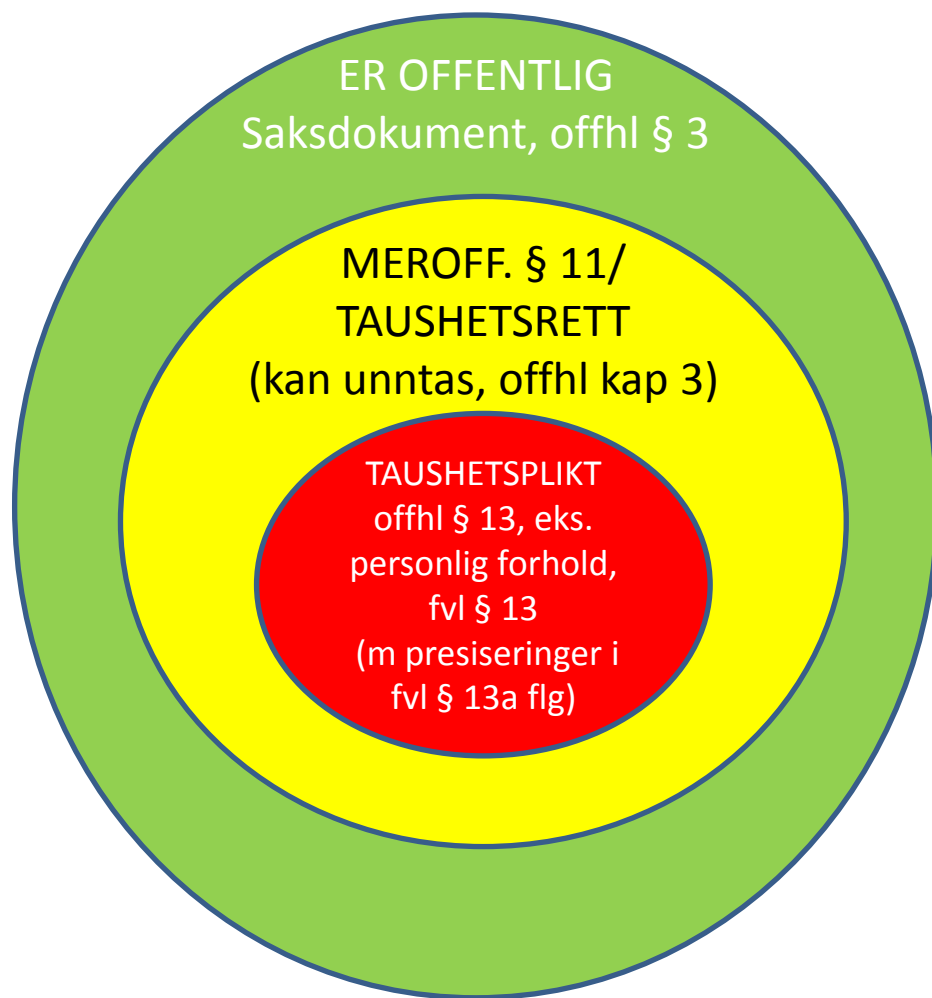 ER OFFENTLIG
Saksdokument, offhl § 3
MEROFF. § 11/
TAUSHETSRETT
(kan unntas, offhl kap 3)
TAUSHETSPLIKT
offhl § 13, eks.
personlig forhold,
fvl § 13
(m presiseringer i
fvl § 13a flg)